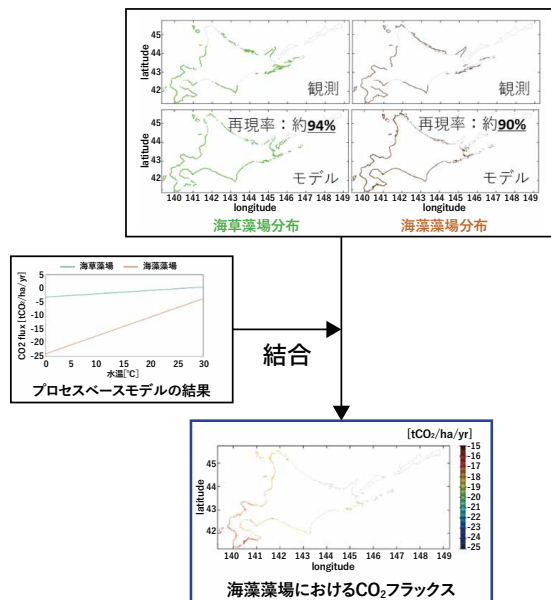 latitude
45
44
43
42
観測
観測
latitude
45
44
43
42
再現率：約94%
モデル
再現率：約90%
モデル
140 141 142 143 144 145 146 147 148 149
140 141 142 143 144 145 146 147 148 149
longitude
longitude
海草藻場分布
海藻藻場分布
海草藻場
海藻藻場
CO2 flux [tCO₂/ha/yr]
5
0
-5
-10
-15
-20
-25
0 5 10 15 20 25 30
水温[℃]
プロセスベースモデルの結果
結合
[tCO₂/ha/yr]
latitude
45
44
43
42
-15
-16
-17
-18
-19
-20
-21
-22
-23
-24
-25
140 141 142 143 144 145 146 147 148 149
longitude
海藻藻場におけるCO₂フラックス